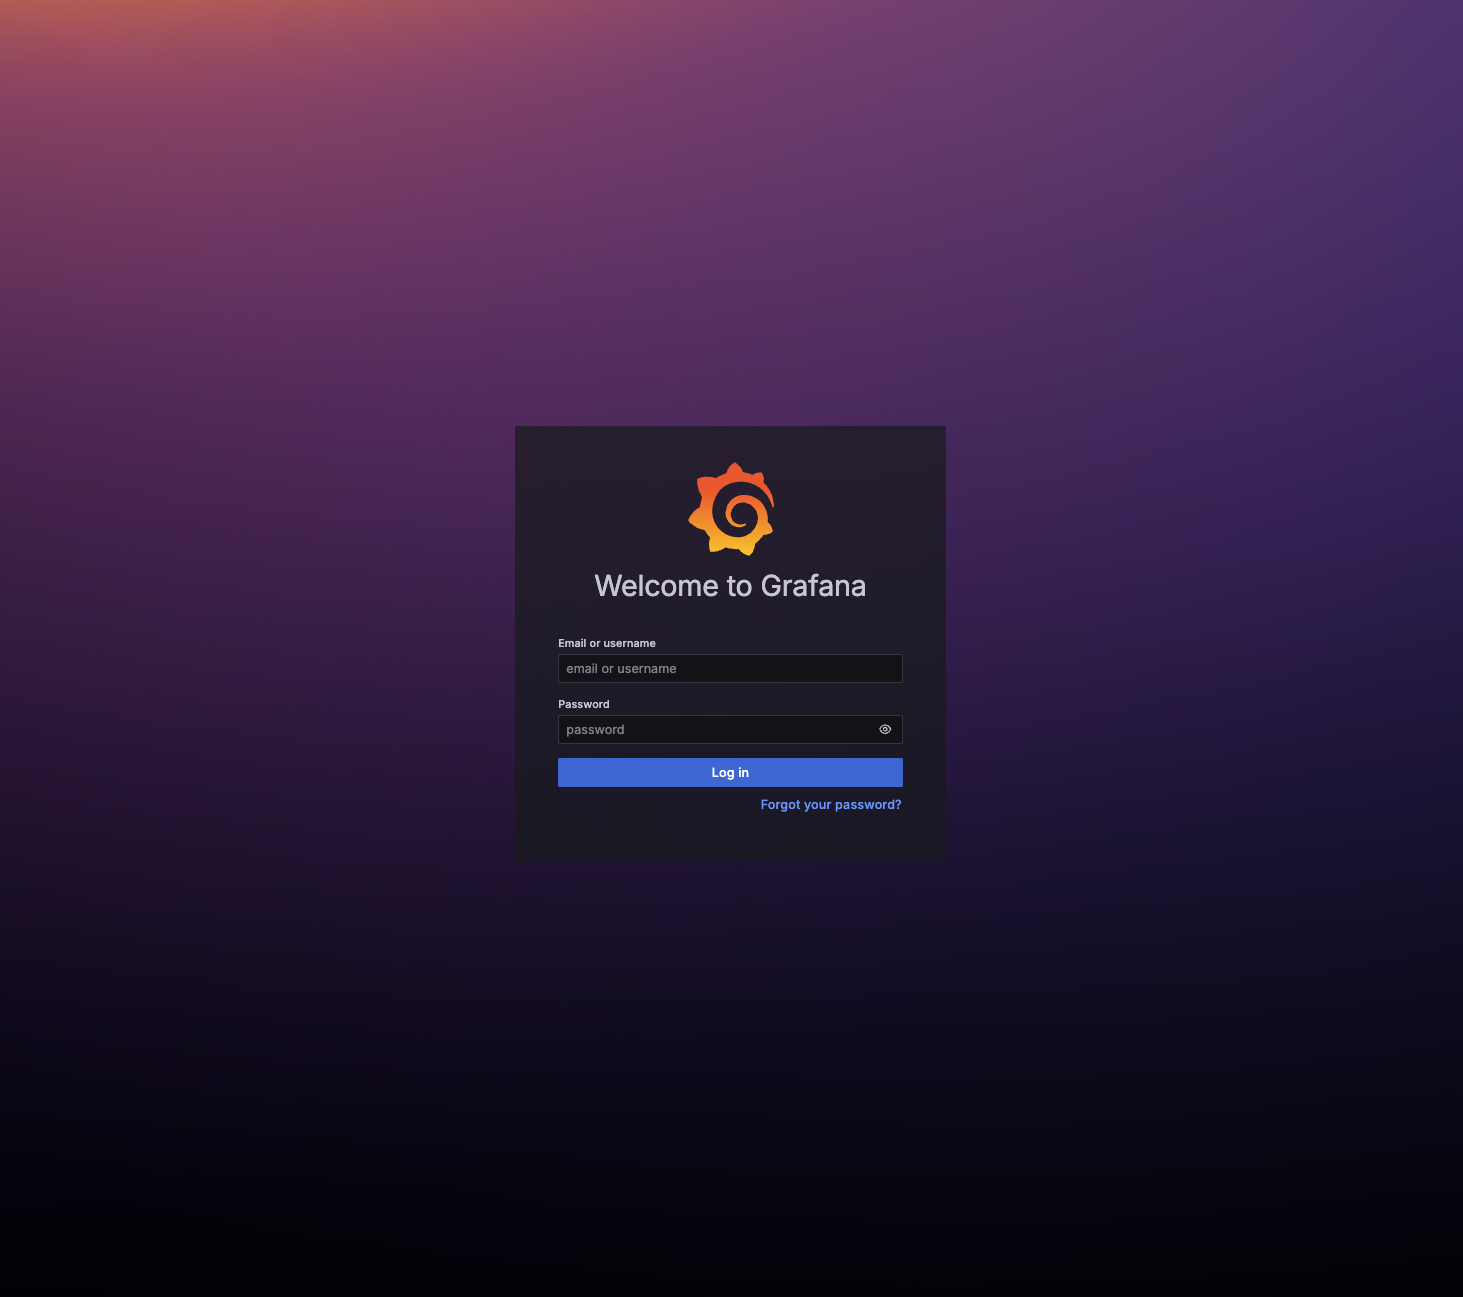 Welcome to Grafana
Email or username
email or username
Password
password
Log in
Forgot your password?